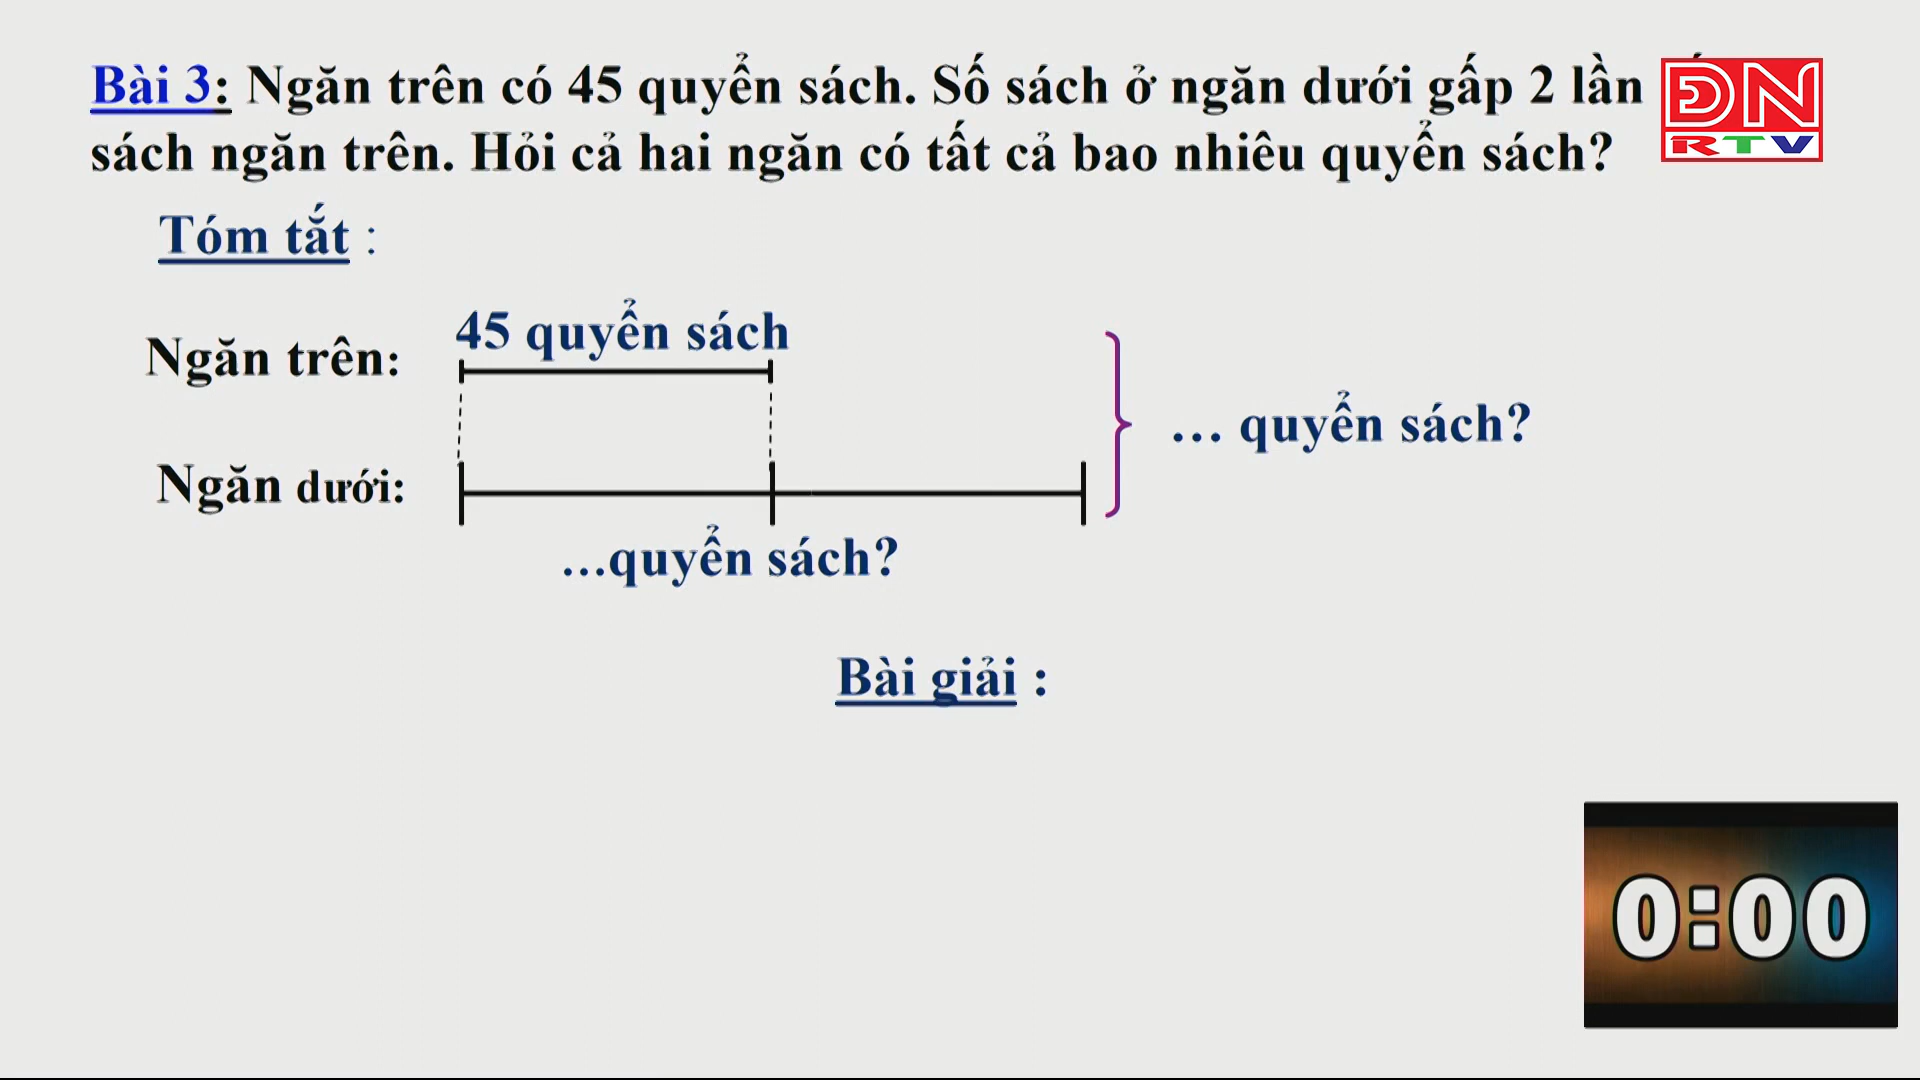 Bài 3: Ngăn trên có 45 quyển sách. Số sách ở ngăn dưới gấp 2 lần
sách ngăn trên. Hỏi cả hai ngăn có tất cả bao nhiêu quyển sách?
ĐN
RTV
Tóm tắt :
45 quyển sách
Ngăn trên:
… quyển sách?
Ngăn dưới:
…quyển sách?
Bài giải :
0:00